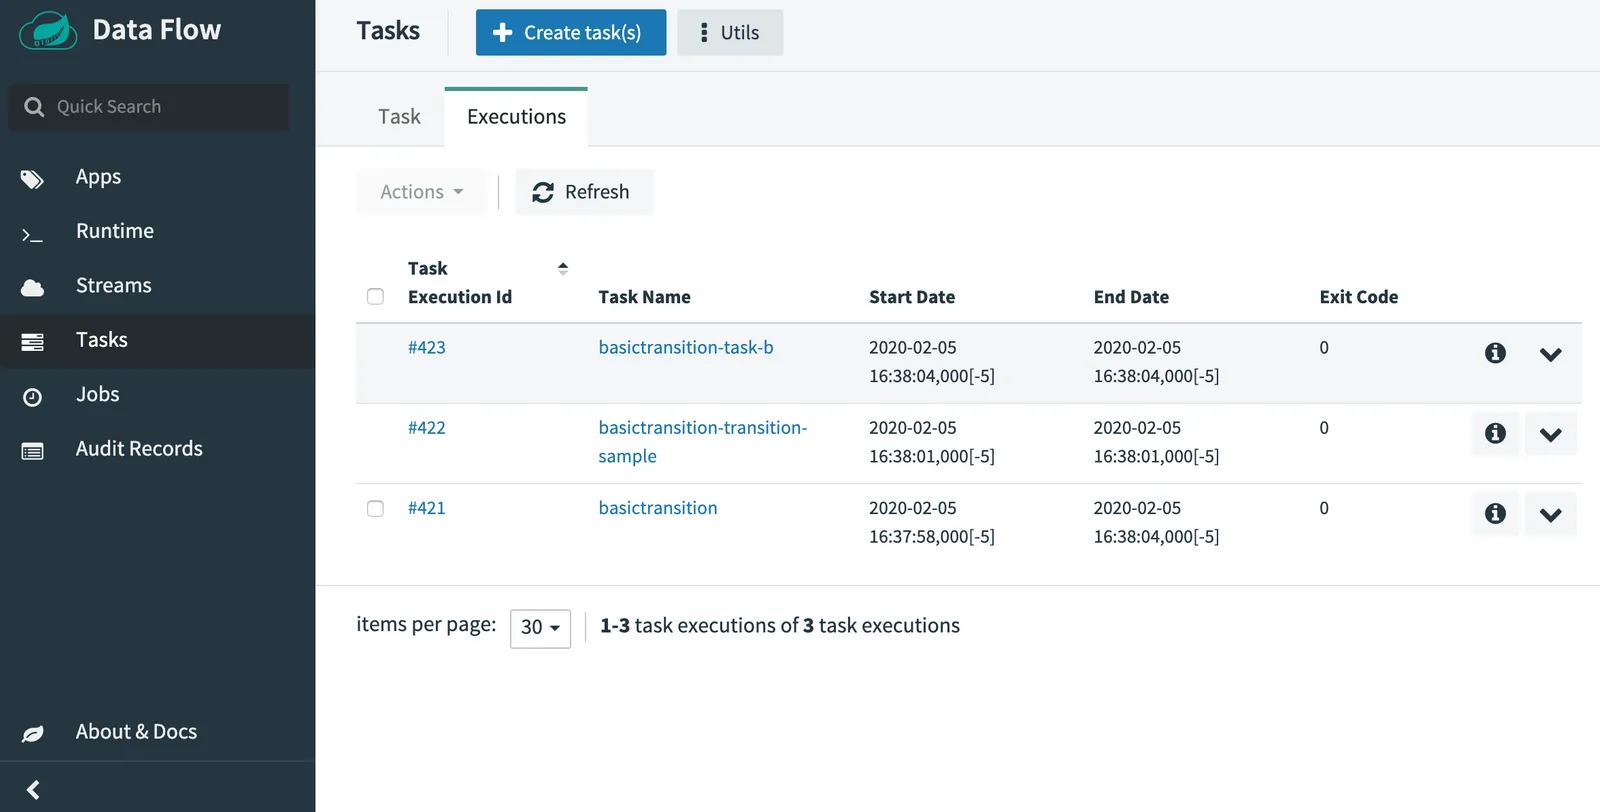 Data Flow
Quick Search
Apps
Runtime
Streams
Tasks
Jobs
Audit Records
About & Docs
Tasks
Create task(s)
Utils
Task
Executions
Actions
Refresh
Task
Execution Id
Task Name
Start Date
End Date
Exit Code
#423
basictransition-task-b
2020-02-05
16:38:04,000[-5]
2020-02-05
16:38:04,000[-5]
0
#422
basictransition-transition-
sample
2020-02-05
16:38:01,000[-5]
2020-02-05
16:38:01,000[-5]
0
#421
basictransition
2020-02-05
16:37:58,000[-5]
2020-02-05
16:38:04,000[-5]
0
items per page:
30
1-3 task executions of 3 task executions